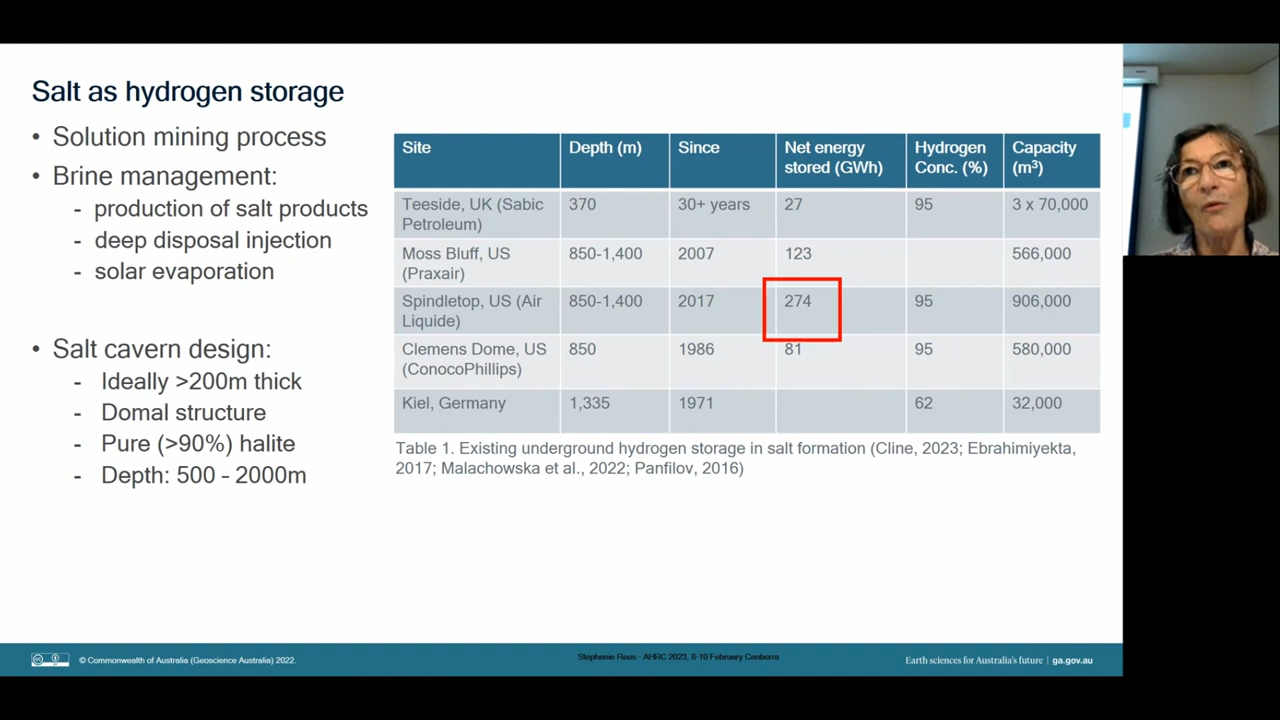 Salt as hydrogen storage
• Solution mining process
• Brine management:
- production of salt products
- deep disposal injection
- solar evaporation
• Salt cavern design:
- Ideally >200m thick
- Domal structure
- Pure (>90%) halite
- Depth: 500 – 2000m
Site Depth (m) Since Net energy stored (GWh) Hydrogen Conc. (%) Capacity (m³)
Teeside, UK (Sabic Petroleum) 370 30+ years 27 95 3 x 70,000
Moss Bluff, US (Praxair) 850-1,400 2007 123 566,000
Spindletop, US (Air Liquide) 850-1,400 2017 274 95 906,000
Clemens Dome, US (ConocoPhillips) 850 1986 81 95 580,000
Kiel, Germany 1,335 1971 62 32,000
Table 1. Existing underground hydrogen storage in salt formation (Cline, 2023; Ebrahimiyekta,
2017; Malachowska et al., 2022; Panfilov, 2016)
© Commonwealth of Australia (Geoscience Australia) 2022.
Stephanie Rees - AHRC 2023, 8-10 February Canberra
Earth sciences for Australia's future | ga.gov.au